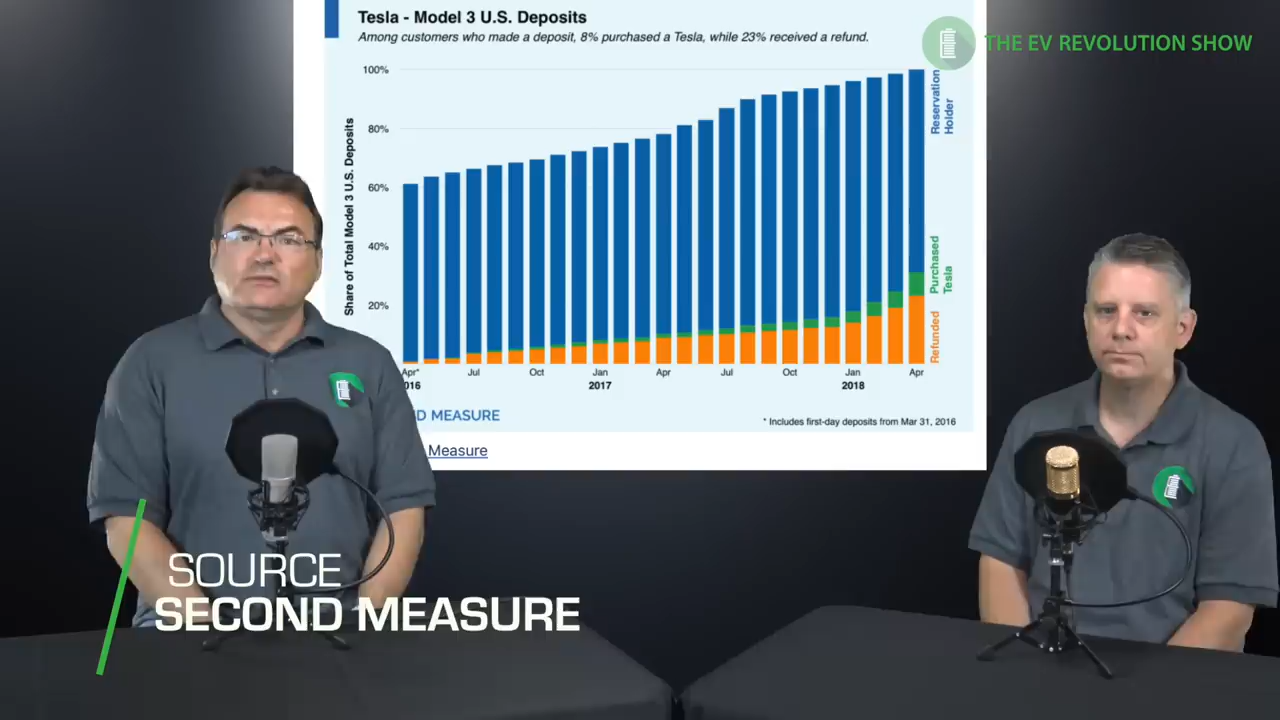 Tesla - Model 3 U.S. Deposits
Among customers who made a deposit, 8% purchased a Tesla, while 23% received a refund.
THE EV REVOLUTION SHOW
Share of Total Model 3 U.S. Deposits
100%
80%
60%
40%
20%
Reservation
Holder
Purchased
Tesla
Refunded
Apr* Jul Oct Jan Apr Jul Oct Jan Apr
016 2017 2018
D MEASURE
* Includes first-day deposits from Mar 31, 2016
Measure
SOURCE
SECOND MEASURE